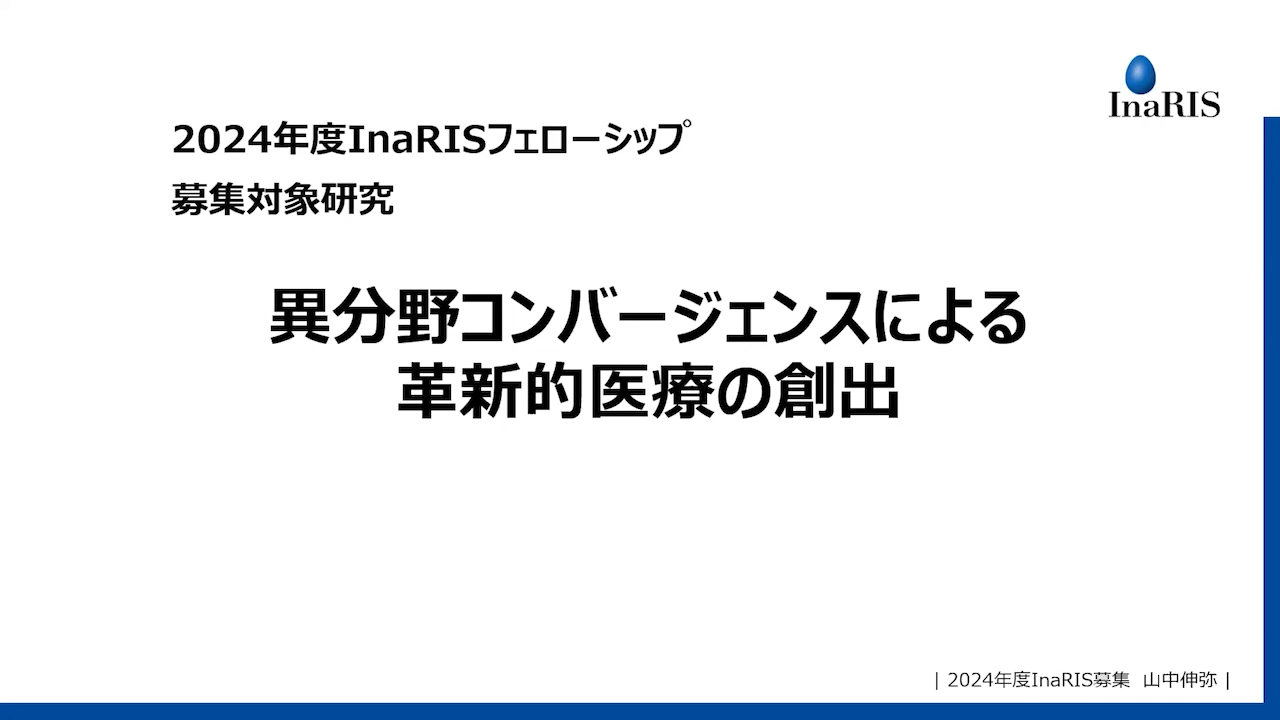 InaRIS
2024年度InaRISフェローシップ
募集対象研究
異分野コンバージェンスによる
革新的医療の創出
| 2024年度InaRIS募集 山中伸弥 |